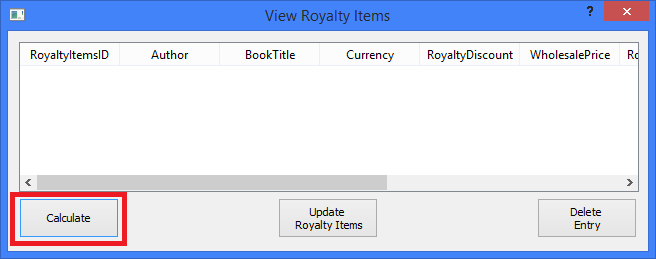 View Royalty Items
?
RoyaltyItemsID Author BookTitle Currency RoyaltyDiscount WholesalePrice Ro
Calculate
Update
Royalty Items
Delete
Entry